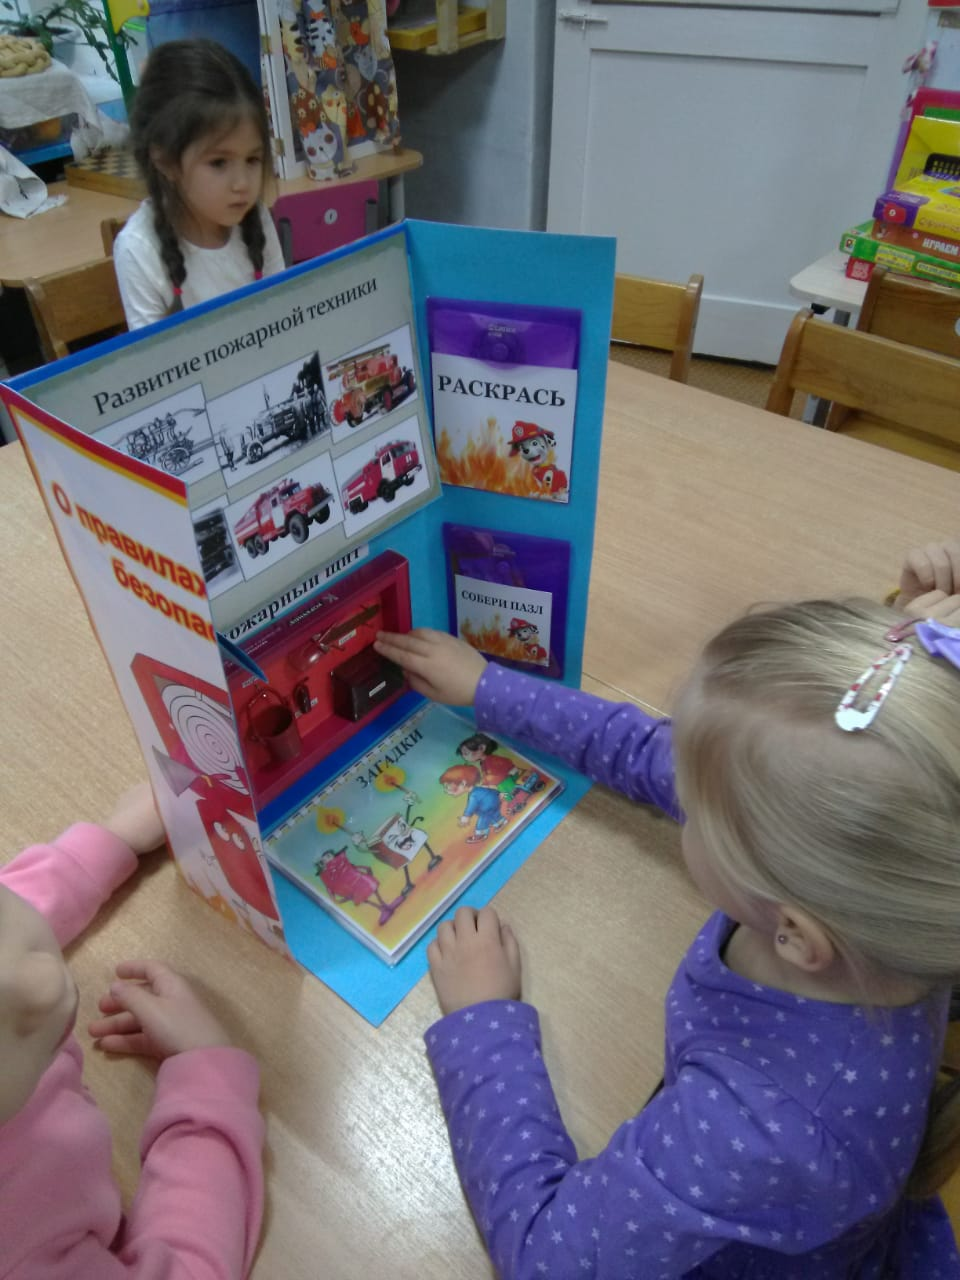 Развитие пожарной техники
РАСКРАСЬ
О правилах
безопас
пожарный щит
СОБЕРИ ПАЗЛ
ЗАГАДКИ
ИГРАЕМ